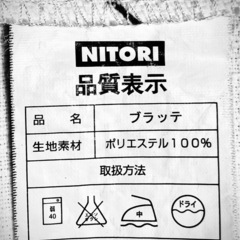 NITORI
品質表示
品 名 ブラッテ
生地素材 ポリエステル100%
取扱方法
弱 40 中 ドライ